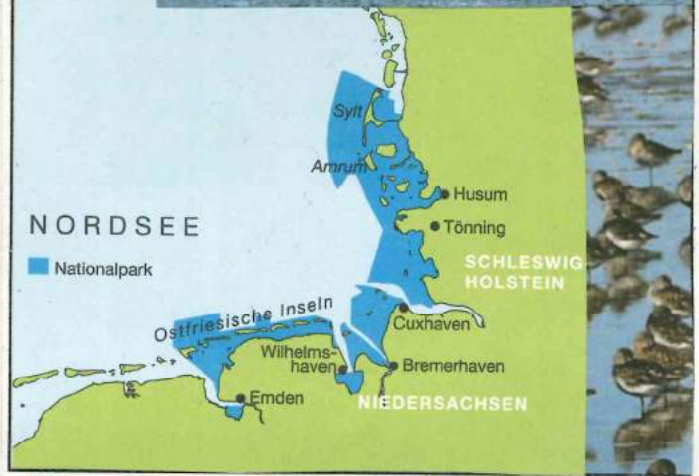 Sylt
Amrum
Husum
NORDSEE
Tönning
Nationalpark
SCHLESWIG
HOLSTEIN
Ostfriesische Inseln
Cuxhaven
Wilhelms-
haven
Bremerhaven
Emden
NIEDERSACHSEN